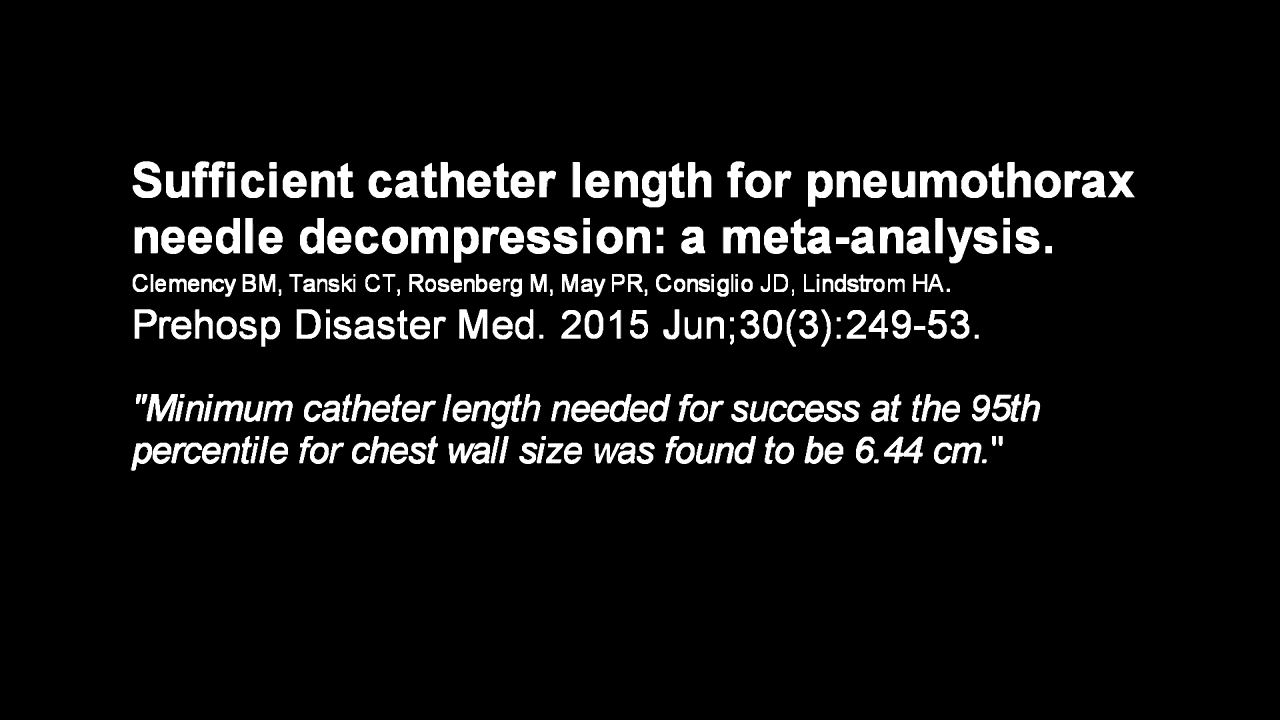 Sufficient catheter length for pneumothorax
needle decompression: a meta-analysis.
Clemency BM, Tanski CT, Rosenberg M, May PR, Consiglio JD, Lindstrom HA.
Prehosp Disaster Med. 2015 Jun;30(3):249-53.
"Minimum catheter length needed for success at the 95th
percentile for chest wall size was found to be 6.44 cm."